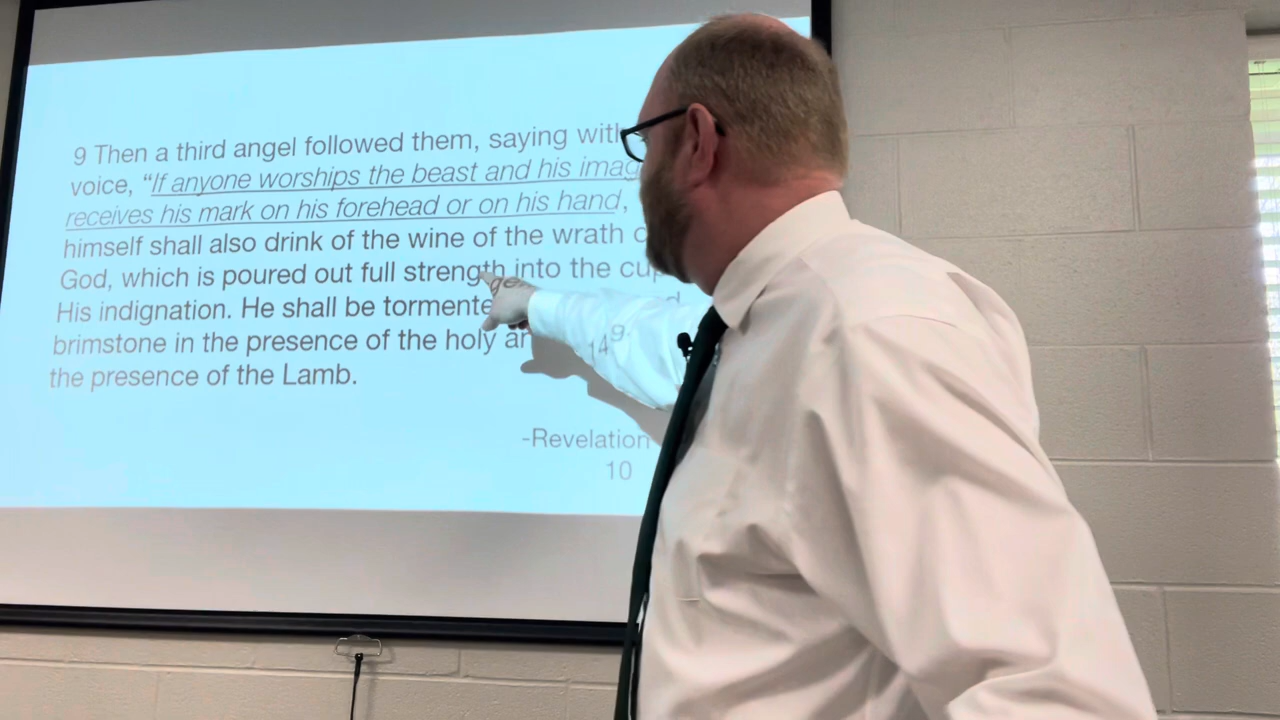 9 Then a third angel followed them, saying with
voice, “If anyone worships the beast and his imag
receives his mark on his forehead or on his hand,
himself shall also drink of the wine of the wrath o
God, which is poured out full strength into the cup
His indignation. He shall be tormente
brimstone in the presence of the holy an
the presence of the Lamb.
-Revelation
10